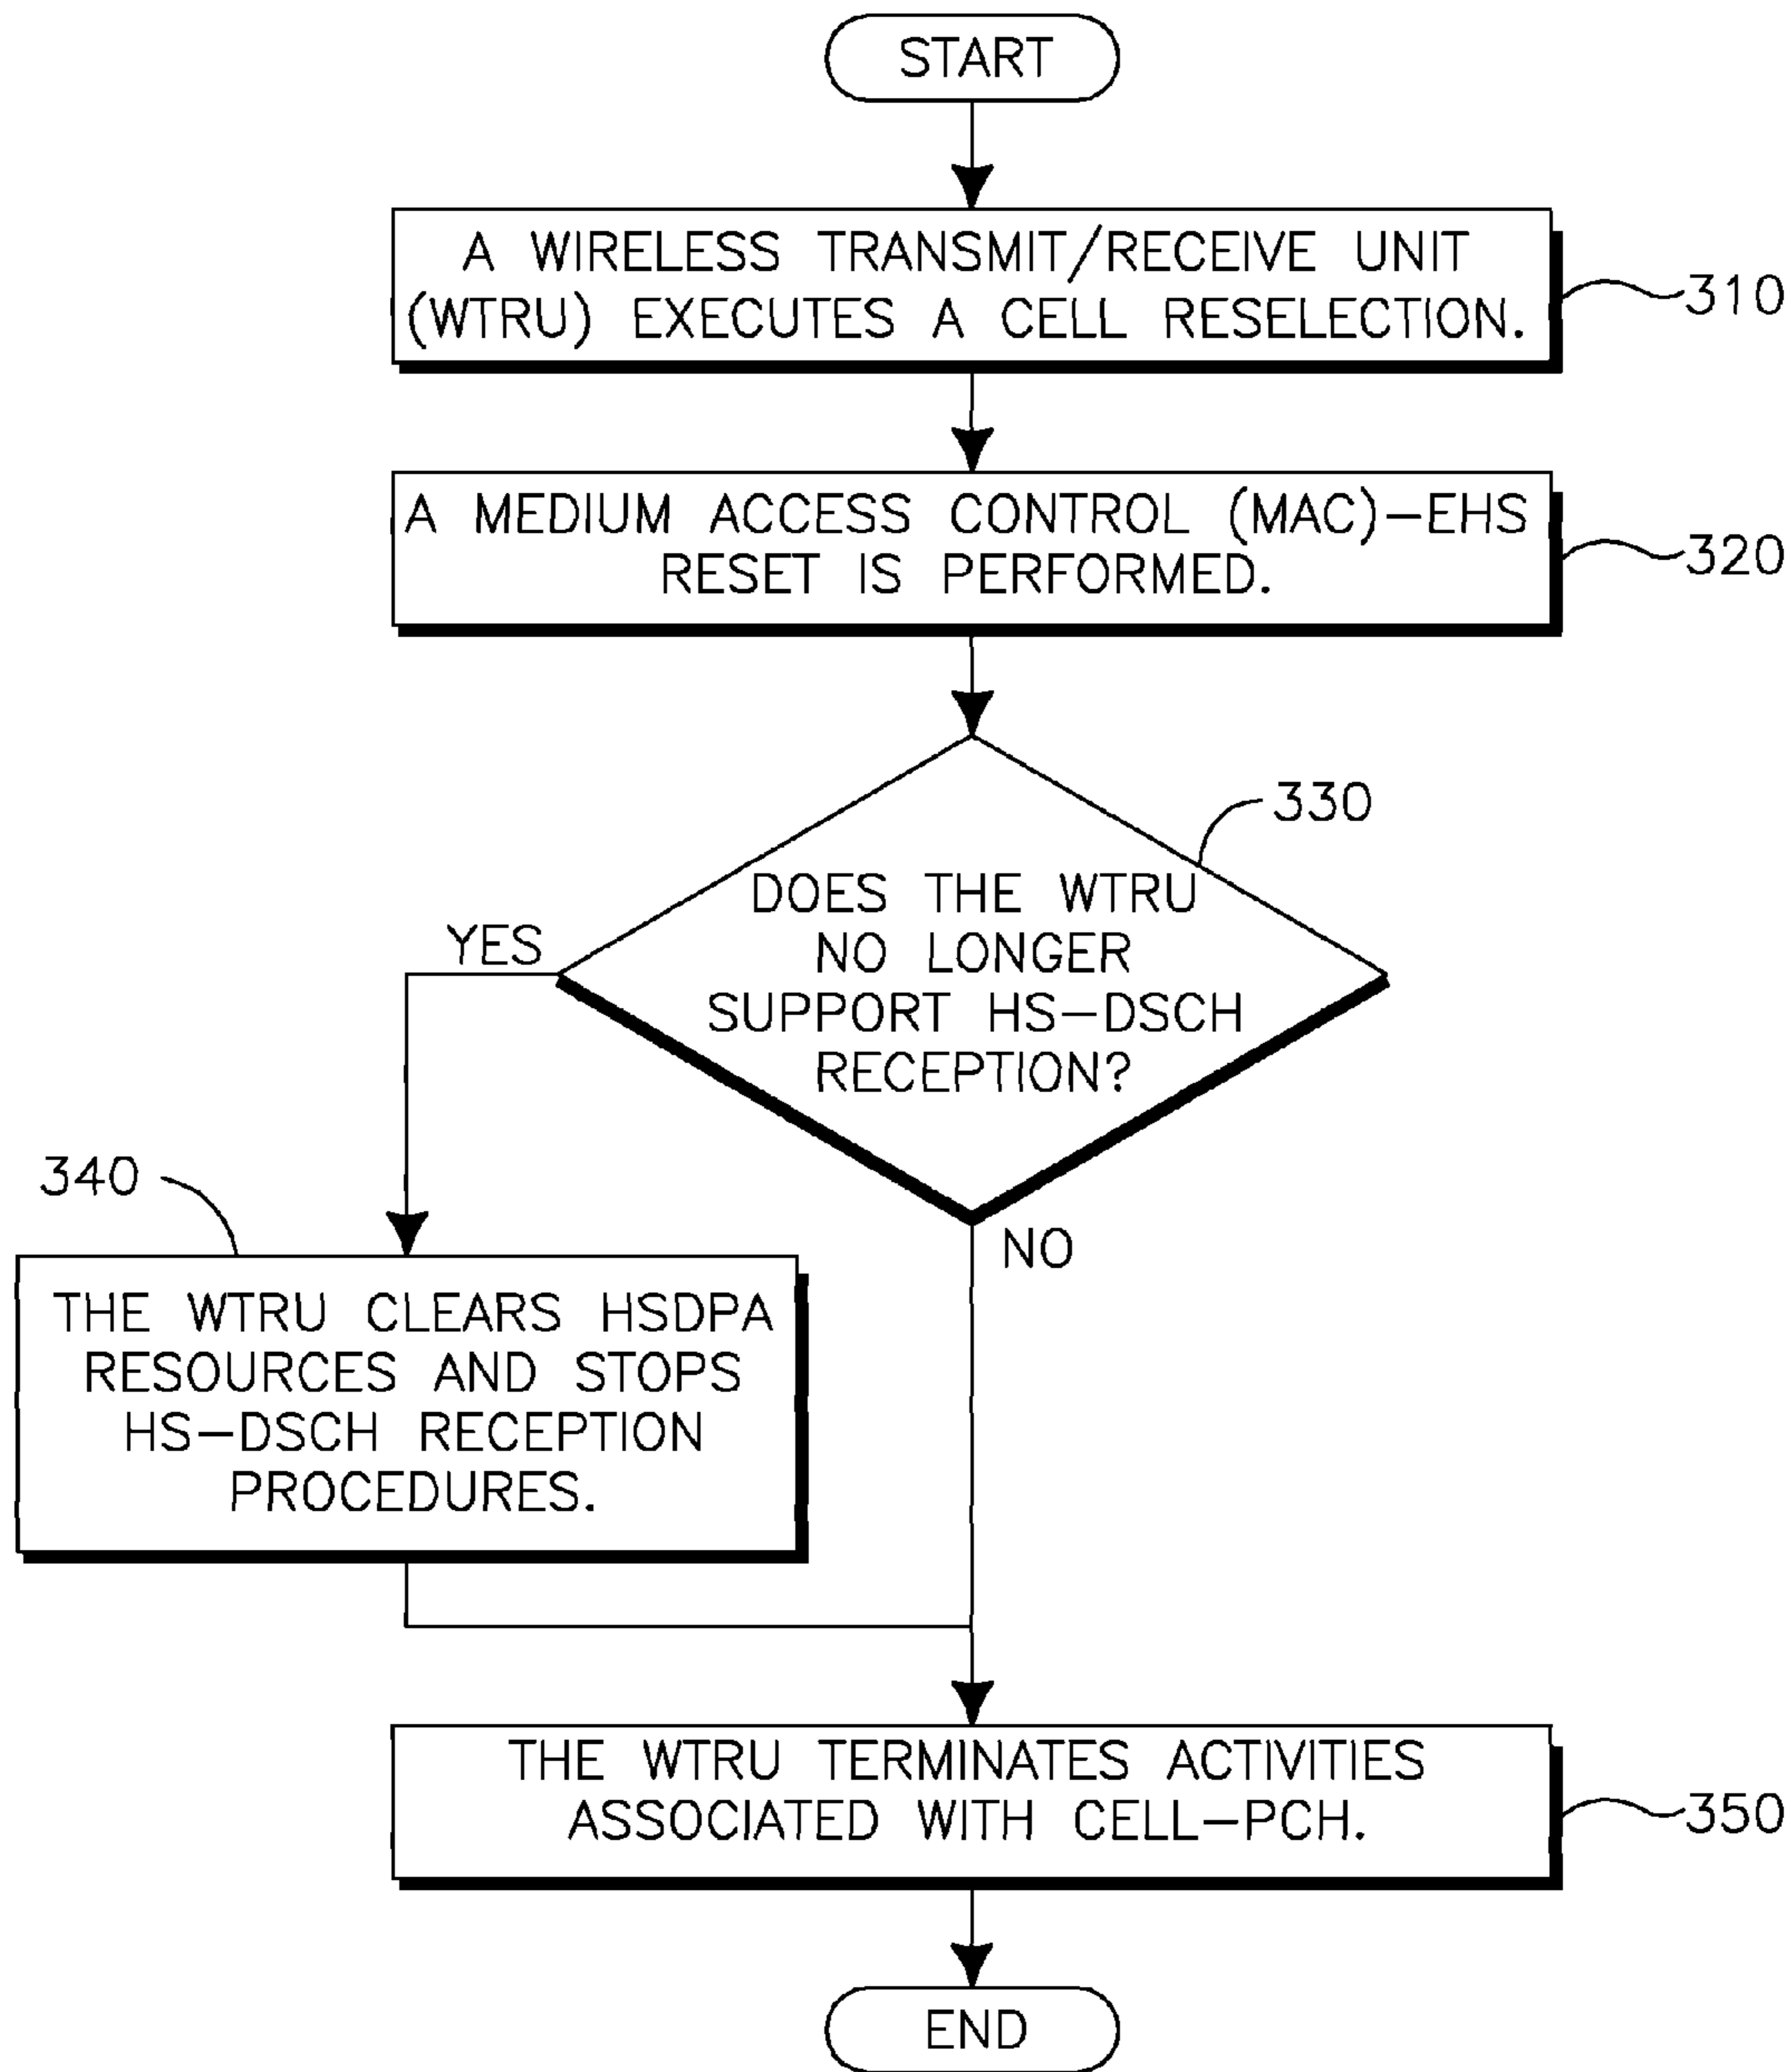 START
A WIRELESS TRANSMIT/RECEIVE UNIT
(WTRU) EXECUTES A CELL RESELECTION.
310
A MEDIUM ACCESS CONTROL (MAC)-EHS
RESET IS PERFORMED.
320
330
DOES THE WTRU
NO LONGER
SUPPORT HS-DSCH
RECEPTION?
YES
NO
340
THE WTRU CLEARS HSDPA
RESOURCES AND STOPS
HS-DSCH RECEPTION
PROCEDURES.
THE WTRU TERMINATES ACTIVITIES
ASSOCIATED WITH CELL-PCH.
350
END